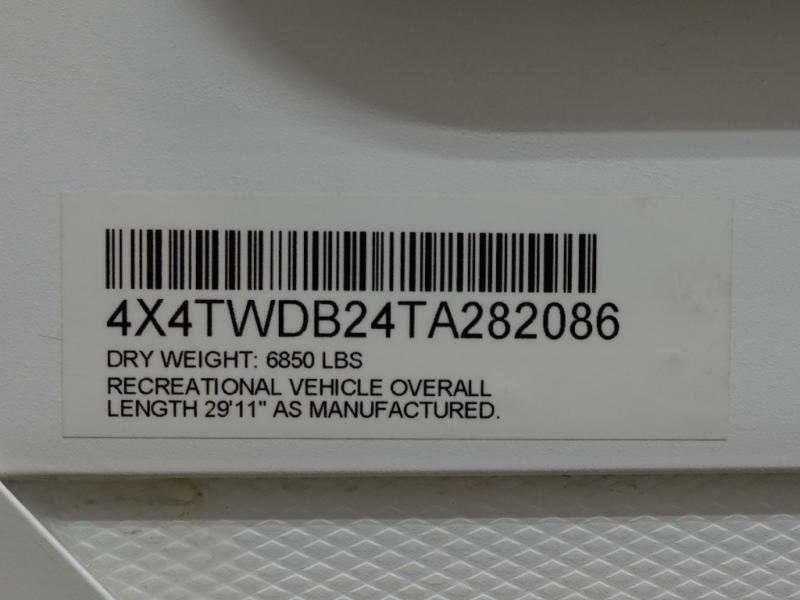 4X4TWDB24TA282086
DRY WEIGHT: 6850 LBS
RECREATIONAL VEHICLE OVERALL
LENGTH 29'11" AS MANUFACTURED.